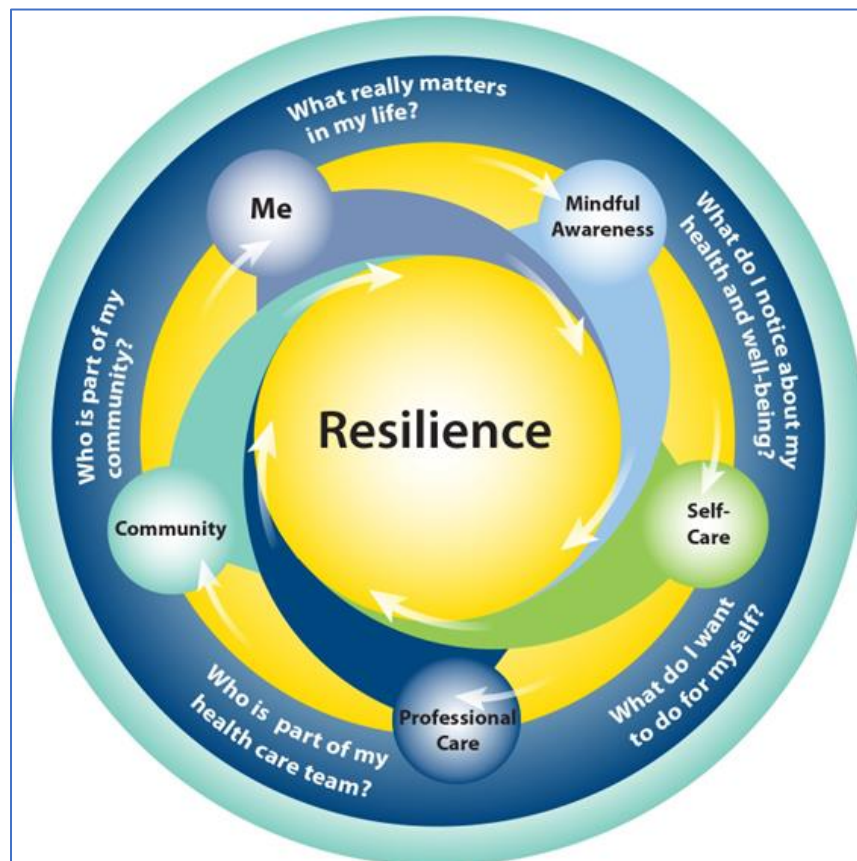 What really matters
in my life?
Me
Mindful
Awareness
What do I notice about my
health and well-being?
Self-
Care
What do I want
to do for myself?
Professional
Care
Who is  part of my
health care team?
Community
Who is part of my
community?
Resilience